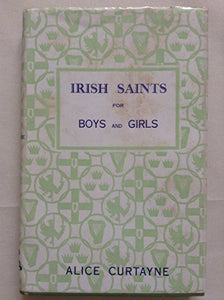 IRISH SAINTS
FOR
BOYS AND GIRLS
ALICE CURTAYNE